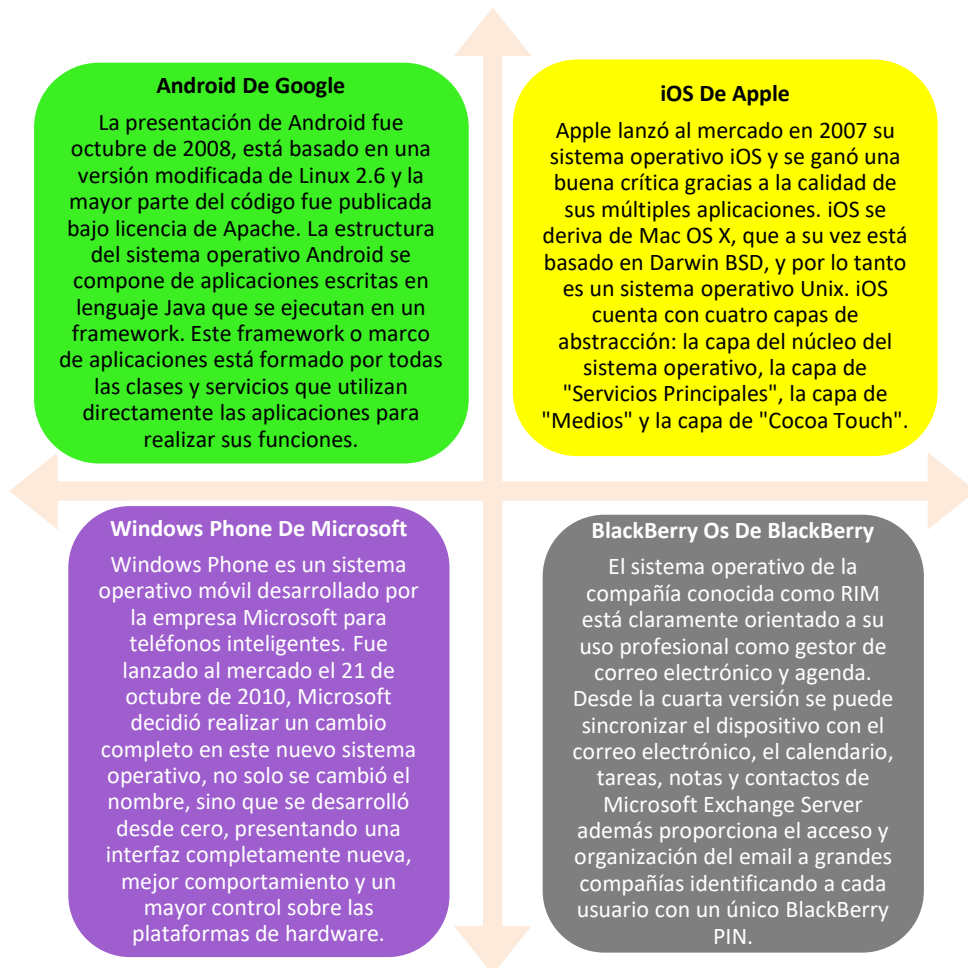 Android De Google
La presentación de Android fue
octubre de 2008, está basado en una
versión modificada de Linux 2.6 y la
mayor parte del código fue publicada
bajo licencia de Apache. La estructura
del sistema operativo Android se
compone de aplicaciones escritas en
lenguaje Java que se ejecutan en un
framework. Este framework o marco
de aplicaciones está formado por todas
las clases y servicios que utilizan
directamente las aplicaciones para
realizar sus funciones.
iOS De Apple
Apple lanzó al mercado en 2007 su
sistema operativo iOS y se ganó una
buena crítica gracias a la calidad de
sus múltiples aplicaciones. iOS se
deriva de Mac OS X, que a su vez está
basado en Darwin BSD, y por lo tanto
es un sistema operativo Unix. iOS
cuenta con cuatro capas de
abstracción: la capa del núcleo del
sistema operativo, la capa de
"Servicios Principales", la capa de
"Medios" y la capa de "Cocoa Touch".
Windows Phone De Microsoft
Windows Phone es un sistema
operativo móvil desarrollado por
la empresa Microsoft para
teléfonos inteligentes. Fue
lanzado al mercado el 21 de
octubre de 2010, Microsoft
decidió realizar un cambio
completo en este nuevo sistema
operativo, no solo se cambió el
nombre, sino que se desarrolló
desde cero, presentando una
interfaz completamente nueva,
mejor comportamiento y un
mayor control sobre las
plataformas de hardware.
BlackBerry Os De BlackBerry
El sistema operativo de la
compañía conocida como RIM
está claramente orientado a su
uso profesional como gestor de
correo electrónico y agenda.
Desde la cuarta versión se puede
sincronizar el dispositivo con el
correo electrónico, el calendario,
tareas, notas y contactos de
Microsoft Exchange Server
además proporciona el acceso y
organización del email a grandes
compañías identificando a cada
usuario con un único BlackBerry
PIN.